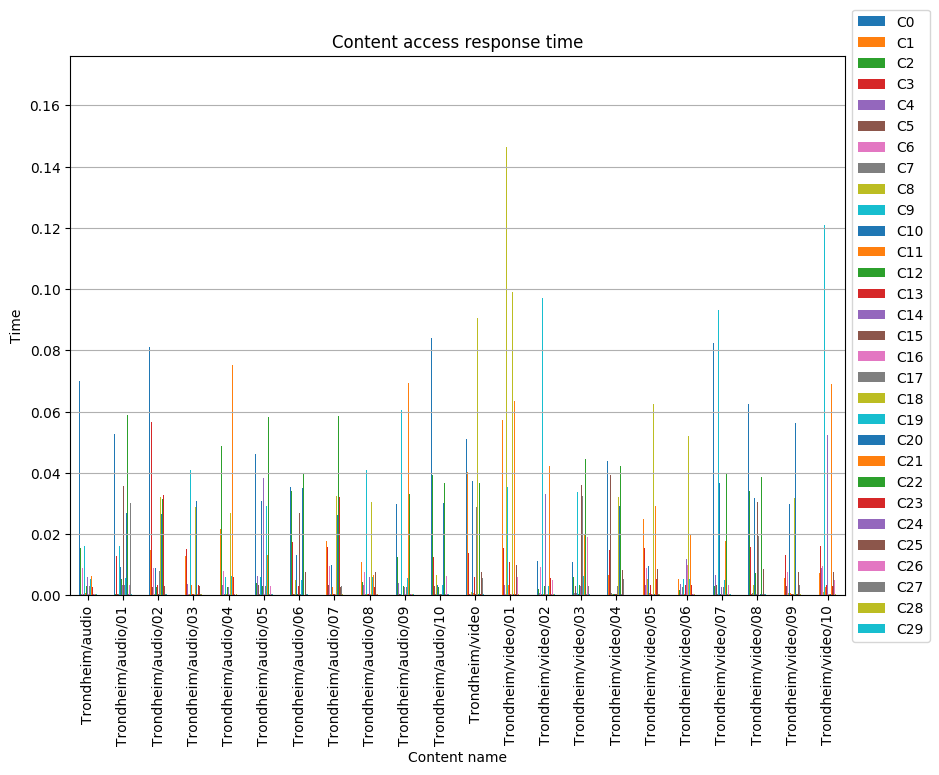 Content access response time
Time
0.16
0.14
0.12
0.10
0.08
0.06
0.04
0.02
0.00
Trondheim/audio
Trondheim/audio/01
Trondheim/audio/02
Trondheim/audio/03
Trondheim/audio/04
Trondheim/audio/05
Trondheim/audio/06
Trondheim/audio/07
Trondheim/audio/08
Trondheim/audio/09
Trondheim/audio/10
Trondheim/video
Trondheim/video/01
Trondheim/video/02
Trondheim/video/03
Trondheim/video/04
Trondheim/video/05
Trondheim/video/06
Trondheim/video/07
Trondheim/video/08
Trondheim/video/09
Trondheim/video/10
Content name
C0
C1
C2
C3
C4
C5
C6
C7
C8
C9
C10
C11
C12
C13
C14
C15
C16
C17
C18
C19
C20
C21
C22
C23
C24
C25
C26
C27
C28
C29